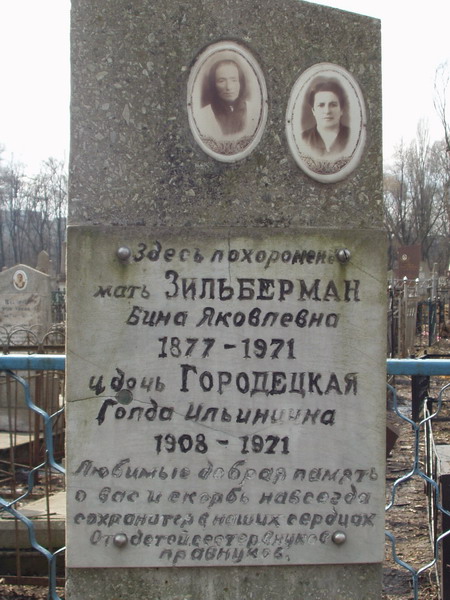 Здесь похоронены
мать ЗИЛЬБЕРМАН
Бина Яковлевна
1877 - 1971
и дочь ГОРОДЕЦКАЯ
Голда Ильинична
1908 - 1971
Любимые добрая память
о вас и скорбь навсегда
сохранится в наших сердцах
От детей сестер внуков
правнуков.